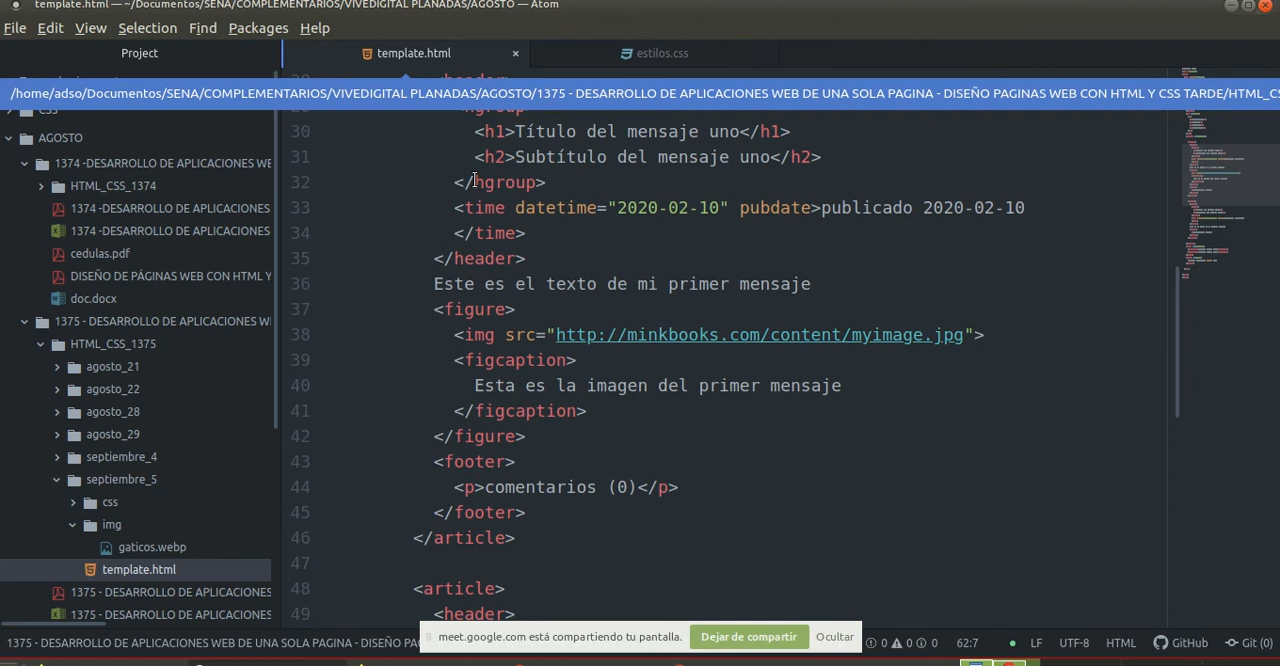 template.html — ~/Documentos/SENA/COMPLEMENTARIOS/VIVEDIGITAL PLANADAS/AGOSTO — Atom
File Edit View Selection Find Packages Help
Project
template.html
estilos.css
/home/adso/Documentos/SENA/COMPLEMENTARIOS/VIVEDIGITAL PLANADAS/AGOSTO/1375 - DESARROLLO DE APLICACIONES WEB DE UNA SOLA PAGINA - DISEÑO PAGINAS WEB CON HTML Y CSS TARDE/HTML_CS
AGOSTO
1374 -DESARROLLO DE APLICACIONES WE
HTML_CSS_1374
1374 -DESARROLLO DE APLICACIONES
1374 -DESARROLLO DE APLICACIONES
cedulas.pdf
DISEÑO DE PÁGINAS WEB CON HTML Y
doc.docx
1375 - DESARROLLO DE APLICACIONES WI
HTML_CSS_1375
agosto_21
agosto_22
agosto_28
agosto_29
septiembre_4
septiembre_5
css
img
gaticos.webp
template.html
1375 - DESARROLLO DE APLICACIONES
1375 - DESARROLLO DE APLICACIONES
30 <h1>Título del mensaje uno</h1>
31 <h2>Subtítulo del mensaje uno</h2>
32 </hgroup>
33 <time datetime="2020-02-10" pubdate>publicado 2020-02-10
34 </time>
35 </header>
36 Este es el texto de mi primer mensaje
37 <figure>
38 <img src="http://minkbooks.com/content/myimage.jpg">
39 <figcaption>
40 Esta es la imagen del primer mensaje
41 </figcaption>
42 </figure>
43 <footer>
44 <p>comentarios (0)</p>
45 </footer>
46 </article>
47
48 <article>
49 <header>
1375 - DESARROLLO DE APLICACIONES WEB DE UNA SOLA PAGINA - DISEÑO PA
meet.google.com está compartiendo tu pantalla. Dejar de compartir Ocultar
0 0 0 62:7 LF UTF-8 HTML GitHub Git (0)